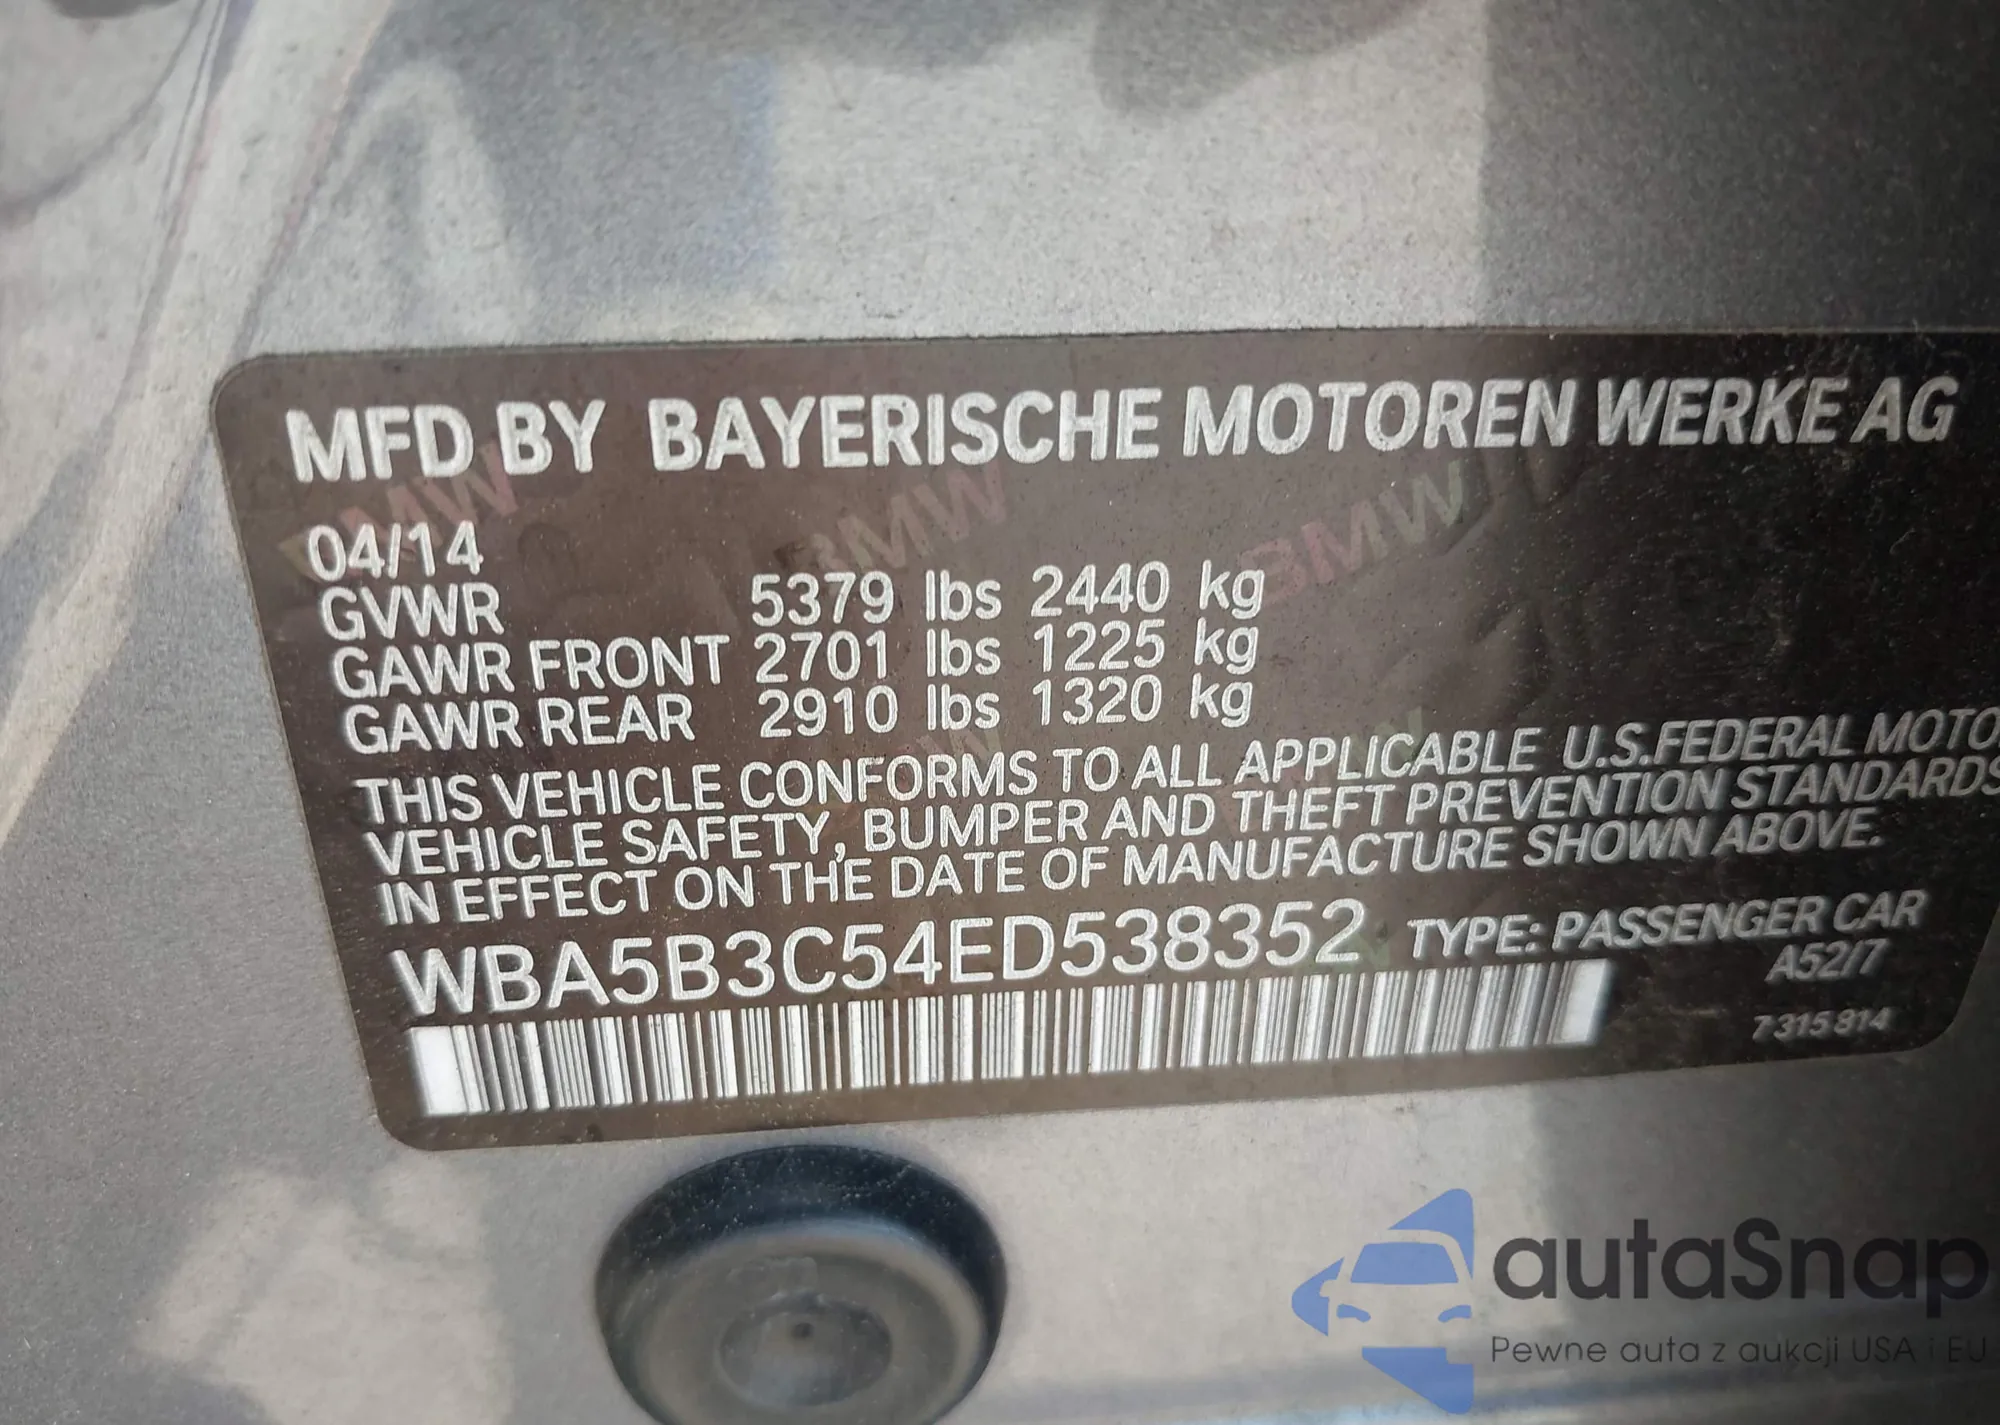 MFD BY BAYERISCHE MOTOREN WERKE AG
04/14
GVWR 5379 lbs 2440 kg
GAWR FRONT 2701 lbs 1225 kg
GAWR REAR 2910 lbs 1320 kg
THIS VEHICLE CONFORMS TO ALL APPLICABLE U.S.FEDERAL MOTO
VEHICLE SAFETY, BUMPER AND THEFT PREVENTION STANDARDS
IN EFFECT ON THE DATE OF MANUFACTURE SHOWN ABOVE.
WBA5B3C54ED538352 TYPE: PASSENGER CAR
A52/7
7 315 814
BMW BMW BMW
autaSnap
Pewne auta z aukcji USA i EU